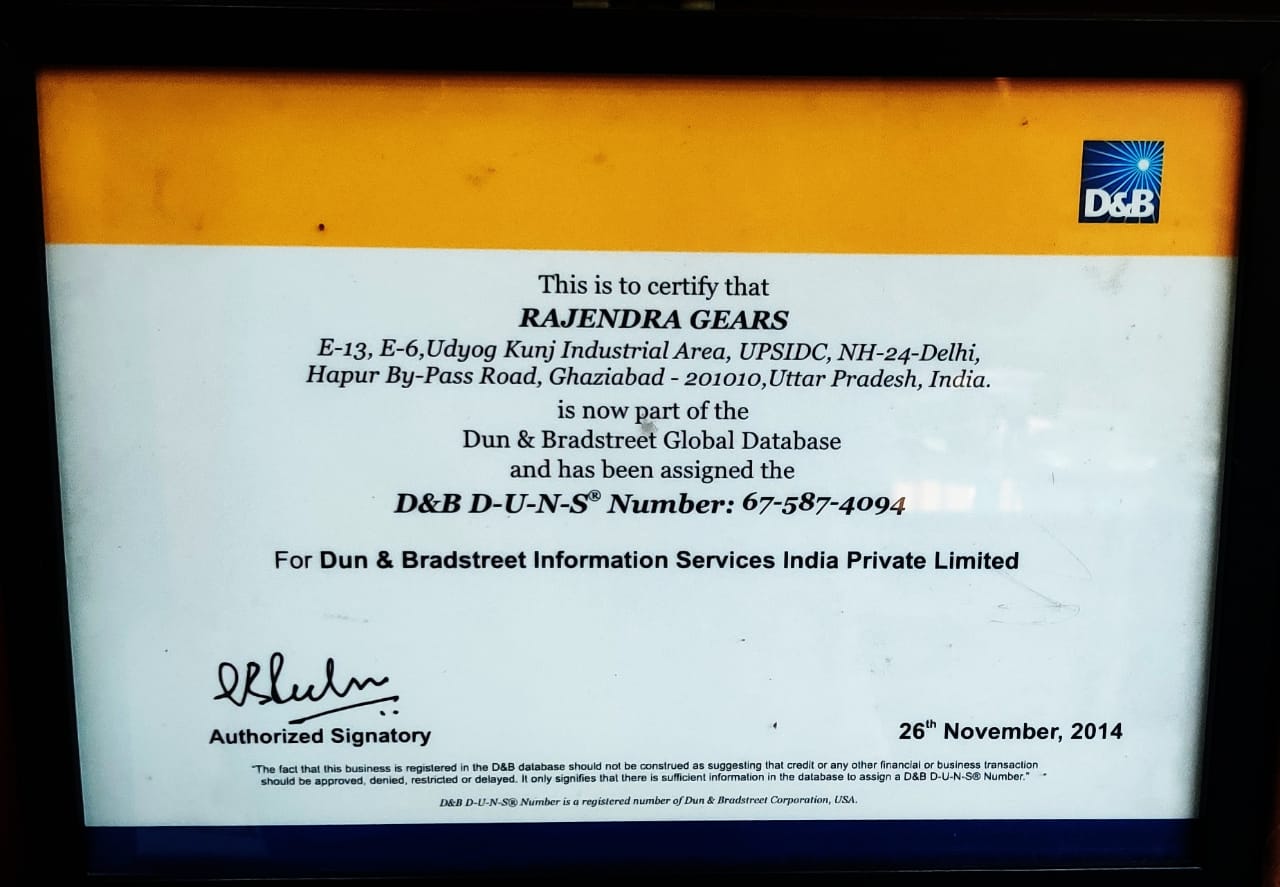 D&B
This is to certify that
RAJENDRA GEARS
E-13, E-6,Udyog Kunj Industrial Area, UPSIDC, NH-24-Delhi,
Hapur By-Pass Road, Ghaziabad - 201010,Uttar Pradesh, India.
is now part of the
Dun & Bradstreet Global Database
and has been assigned the
D&B D-U-N-S® Number: 67-587-4094
For Dun & Bradstreet Information Services India Private Limited
Authorized Signatory
26th November, 2014
"The fact that this business is registered in the D&B database should not be construed as suggesting that credit or any other financial or business transaction
should be approved, denied, restricted or delayed. It only signifies that there is sufficient information in the database to assign a D&B D-U-N-S® Number."
D&B D-U-N-S® Number is a registered number of Dun & Bradstreet Corporation, USA.